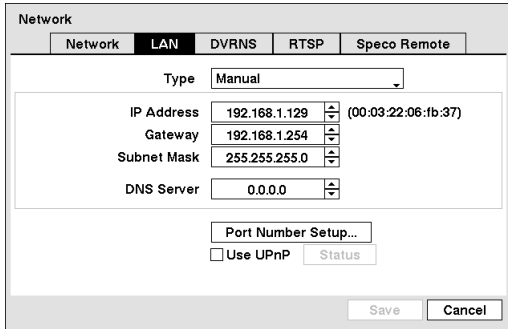 Network
Network LAN DVRNS RTSP Speco Remote
Type Manual
IP Address 192.168.1.129 (00:03:22:06:fb:37)
Gateway 192.168.1.254
Subnet Mask 255.255.255.0
DNS Server 0.0.0.0
Port Number Setup...
Use UPnP Status
Save Cancel